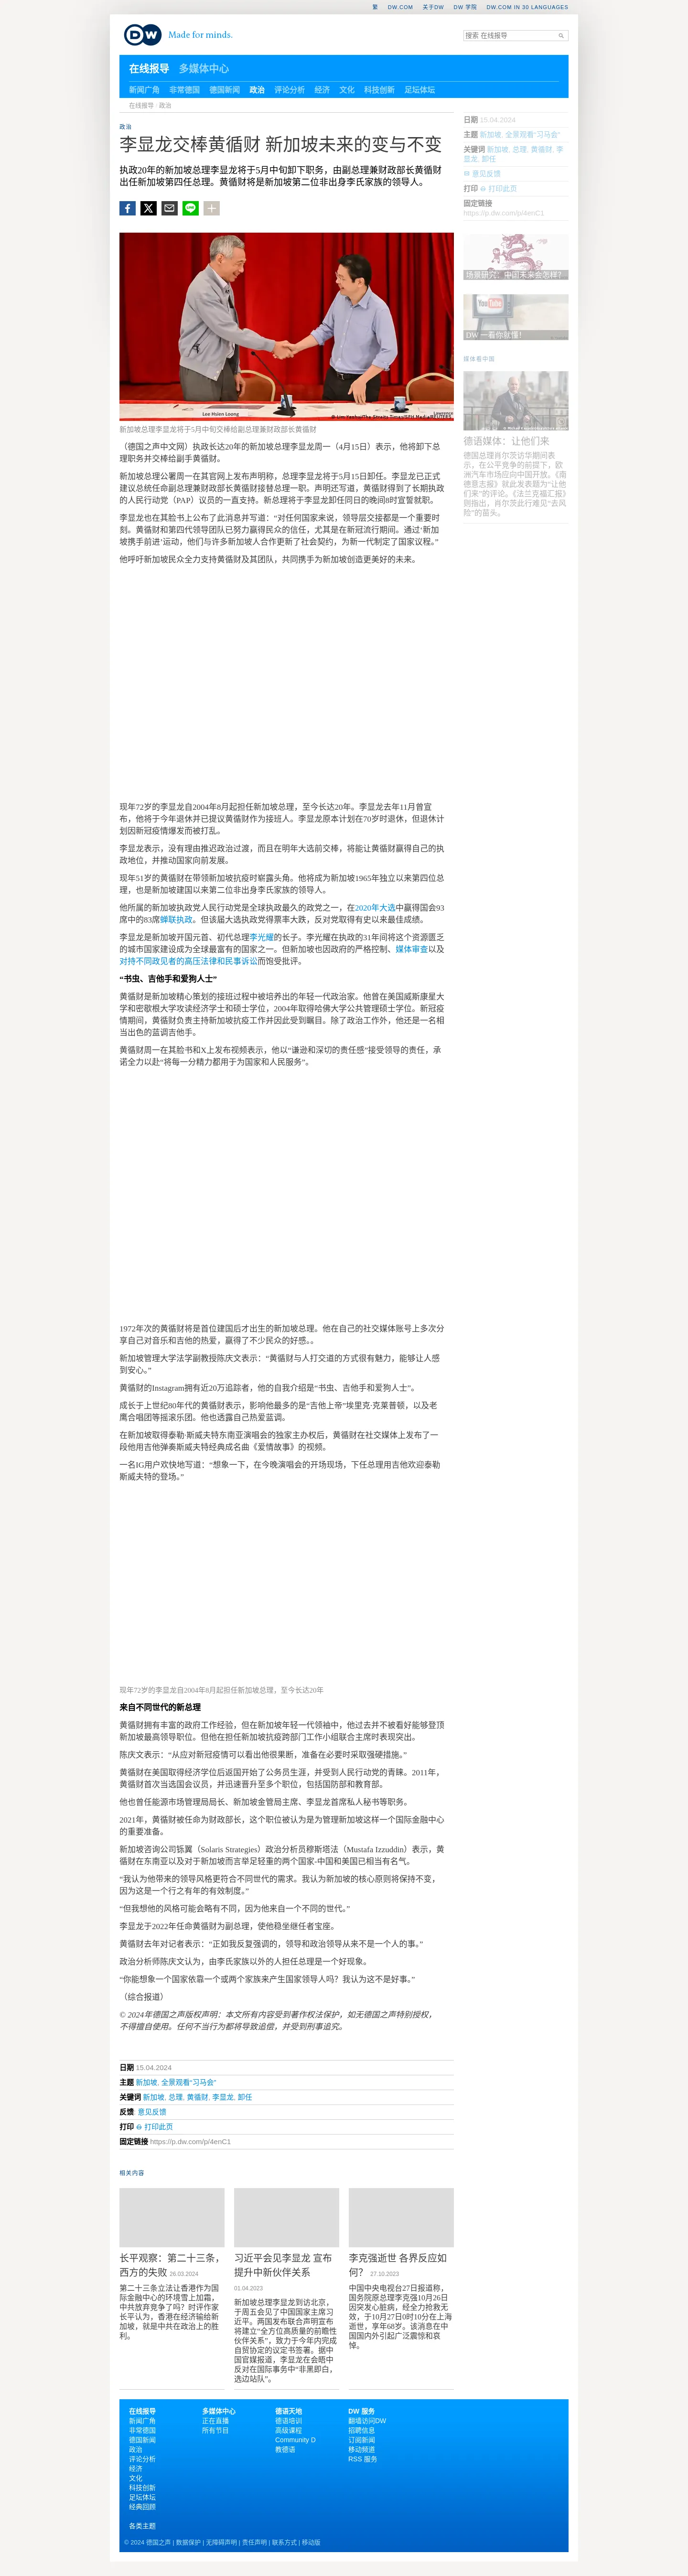 繁 DW.COM 关于DW DW 学院 DW.COM IN 30 LANGUAGES
DW Made for minds.
搜索 在线报导
在线报导 多媒体中心
新闻广角 非常德国 德国新闻 政治 评论分析 经济 文化 科技创新 足坛体坛
在线报导 / 政治
政治
李显龙交棒黄循财 新加坡未来的变与不变
执政20年的新加坡总理李显龙将于5月中旬卸下职务，由副总理兼财政部长黄循财
出任新加坡第四任总理。黄循财将是新加坡第二位非出身李氏家族的领导人。
Lee Hsien Loong
Lawrence
新加坡总理李显龙将于5月中旬交棒给副总理兼财政部长黄循财
（德国之声中文网）执政长达20年的新加坡总理李显龙周一（4月15日）表示，他将卸下总
理职务并交棒给副手黄循财。
新加坡总理公署周一在其官网上发布声明称，总理李显龙将于5月15日卸任。李显龙已正式
建议总统任命副总理兼财政部长黄循财接替总理一职。声明还写道，黄循财得到了长期执政
的人民行动党（PAP）议员的一直支持。新总理将于李显龙卸任同日的晚间8时宣誓就职。
李显龙也在其脸书上公布了此消息并写道：“对任何国家来说，领导层交接都是一个重要时
刻。黄循财和第四代领导团队已努力赢得民众的信任，尤其是在新冠流行期间。通过‘新加
坡携手前进’运动，他们与许多新加坡人合作更新了社会契约，为新一代制定了国家议程。”
他呼吁新加坡民众全力支持黄循财及其团队，共同携手为新加坡创造更美好的未来。
现年72岁的李显龙自2004年8月起担任新加坡总理，至今长达20年。李显龙去年11月曾宣
布，他将于今年退休并已提议黄循财作为接班人。李显龙原本计划在70岁时退休，但退休计
划因新冠疫情爆发而被打乱。
李显龙表示，没有理由推迟政治过渡，而且在明年大选前交棒，将能让黄循财赢得自己的执
政地位，并推动国家向前发展。
现年51岁的黄循财在带领新加坡抗疫时崭露头角。他将成为新加坡1965年独立以来第四位总
理，也是新加坡建国以来第二位非出身李氏家族的领导人。
他所属的新加坡执政党人民行动党是全球执政最久的政党之一，在2020年大选中赢得国会93
席中的83席蝉联执政。但该届大选执政党得票率大跌，反对党取得有史以来最佳成绩。
李显龙是新加坡开国元首、初代总理李光耀的长子。李光耀在执政的31年间将这个资源匮乏
的城市国家建设成为全球最富有的国家之一。但新加坡也因政府的严格控制、媒体审查以及
对持不同政见者的高压法律和民事诉讼而饱受批评。
“书虫、吉他手和爱狗人士”
黄循财是新加坡精心策划的接班过程中被培养出的年轻一代政治家。他曾在美国威斯康星大
学和密歇根大学攻读经济学士和硕士学位，2004年取得哈佛大学公共管理硕士学位。新冠疫
情期间，黄循财负责主持新加坡抗疫工作并因此受到瞩目。除了政治工作外，他还是一名相
当出色的蓝调吉他手。
黄循财周一在其脸书和X上发布视频表示，他以“谦逊和深切的责任感”接受领导的责任，承
诺全力以赴“将每一分精力都用于为国家和人民服务”。
1972年次的黄循财将是首位建国后才出生的新加坡总理。他在自己的社交媒体账号上多次分
享自己对音乐和吉他的热爱，赢得了不少民众的好感。。
新加坡管理大学法学副教授陈庆文表示：“黄循财与人打交道的方式很有魅力，能够让人感
到安心。”
黄循财的Instagram拥有近20万追踪者，他的自我介绍是“书虫、吉他手和爱狗人士”。
成长于上世纪80年代的黄循财表示，影响他最多的是“吉他上帝”埃里克·克莱普顿，以及老
鹰合唱团等摇滚乐团。他也透露自己热爱蓝调。
在新加坡取得泰勒·斯威夫特东南亚演唱会的独家主办权后，黄循财在社交媒体上发布了一
段他用吉他弹奏斯威夫特经典成名曲《爱情故事》的视频。
一名IG用户欢快地写道：“想象一下，在今晚演唱会的开场现场，下任总理用吉他欢迎泰勒
斯威夫特的登场。”
现年72岁的李显龙自2004年8月起担任新加坡总理，至今长达20年
来自不同世代的新总理
黄循财拥有丰富的政府工作经验，但在新加坡年轻一代领袖中，他过去并不被看好能够登顶
新加坡最高领导职位。但他在担任新加坡抗疫跨部门工作小组联合主席时表现突出。
陈庆文表示：“从应对新冠疫情可以看出他很果断，准备在必要时采取强硬措施。”
黄循财在美国取得经济学位后返国开始了公务员生涯，并受到人民行动党的青睐。2011年，
黄循财首次当选国会议员，并迅速晋升至多个职位，包括国防部和教育部。
他也曾任能源市场管理局局长、新加坡金管局主席、李显龙首席私人秘书等职务。
2021年，黄循财被任命为财政部长，这个职位被认为是为管理新加坡这样一个国际金融中心
的重要准备。
新加坡咨询公司铄翼（Solaris Strategies）政治分析员穆斯塔法（Mustafa Izzuddin）表示，黄
循财在东南亚以及对于新加坡而言举足轻重的两个国家-中国和美国已相当有名气。
“我认为他带来的领导风格更符合不同世代的需求。我认为新加坡的核心原则将保持不变，
因为这是一个行之有年的有效制度。”
“但我想他的风格可能会略有不同，因为他来自一个不同的世代。”
李显龙于2022年任命黄循财为副总理，使他稳坐继任者宝座。
黄循财去年对记者表示：“正如我反复强调的，领导和政治领导从来不是一个人的事。”
政治分析师陈庆文认为，由李氏家族以外的人担任总理是一个好现象。
“你能想象一个国家依靠一个或两个家族来产生国家领导人吗？我认为这不是好事。”
（综合报道）
© 2024年德国之声版权声明：本文所有内容受到著作权法保护，如无德国之声特别授权，
不得擅自使用。任何不当行为都将导致追偿，并受到刑事追究。
日期 15.04.2024
主题 新加坡, 全景观看“习马会”
关键词 新加坡, 总理, 黄循财, 李显龙, 卸任
反馈: 意见反馈
打印 打印此页
固定链接 https://p.dw.com/p/4enC1
相关内容
长平观察：第二十三条，
西方的失败 26.03.2024
第二十三条立法让香港作为国
际金融中心的环境雪上加霜，
中共放弃竞争了吗？时评作家
长平认为，香港在经济输给新
加坡，就是中共在政治上的胜
利。
习近平会见李显龙 宣布
提升中新伙伴关系
01.04.2023
新加坡总理李显龙到访北京，
于周五会见了中国国家主席习
近平。两国发布联合声明宣布
将建立“全方位高质量的前瞻性
伙伴关系”，致力于今年内完成
自贸协定的议定书签署。据中
国官媒报道，李显龙在会晤中
反对在国际事务中“非黑即白，
选边站队”。
李克强逝世 各界反应如
何？ 27.10.2023
中国中央电视台27日报道称，
国务院原总理李克强10月26日
因突发心脏病，经全力抢救无
效，于10月27日0时10分在上海
逝世，享年68岁。该消息在中
国国内外引起广泛震惊和哀
悼。
日期 15.04.2024
主题 新加坡, 全景观看“习马会”
关键词 新加坡, 总理, 黄循财, 李
显龙, 卸任
意见反馈
打印 打印此页
固定链接
https://p.dw.com/p/4enC1
场景研究：中国未来会怎样？
YouTube
DW 一看你就懂！
媒体看中国
德语媒体：让他们来
德国总理肖尔茨访华期间表
示，在公平竞争的前提下，欧
洲汽车市场应向中国开放。《南
德意志报》就此发表题为“让他
们来”的评论。《法兰克福汇报》
则指出，肖尔茨此行难见“去风
险”的苗头。
在线报导
新闻广角
非常德国
德国新闻
政治
评论分析
经济
文化
科技创新
足坛体坛
经典回顾
各类主题
多媒体中心
正在直播
所有节目
德语天地
德语培训
高级课程
Community D
教德语
DW 服务
翻墙访问DW
招聘信息
订阅新闻
移动频道
RSS 服务
© 2024 德国之声 | 数据保护 | 无障碍声明 | 责任声明 | 联系方式 | 移动版